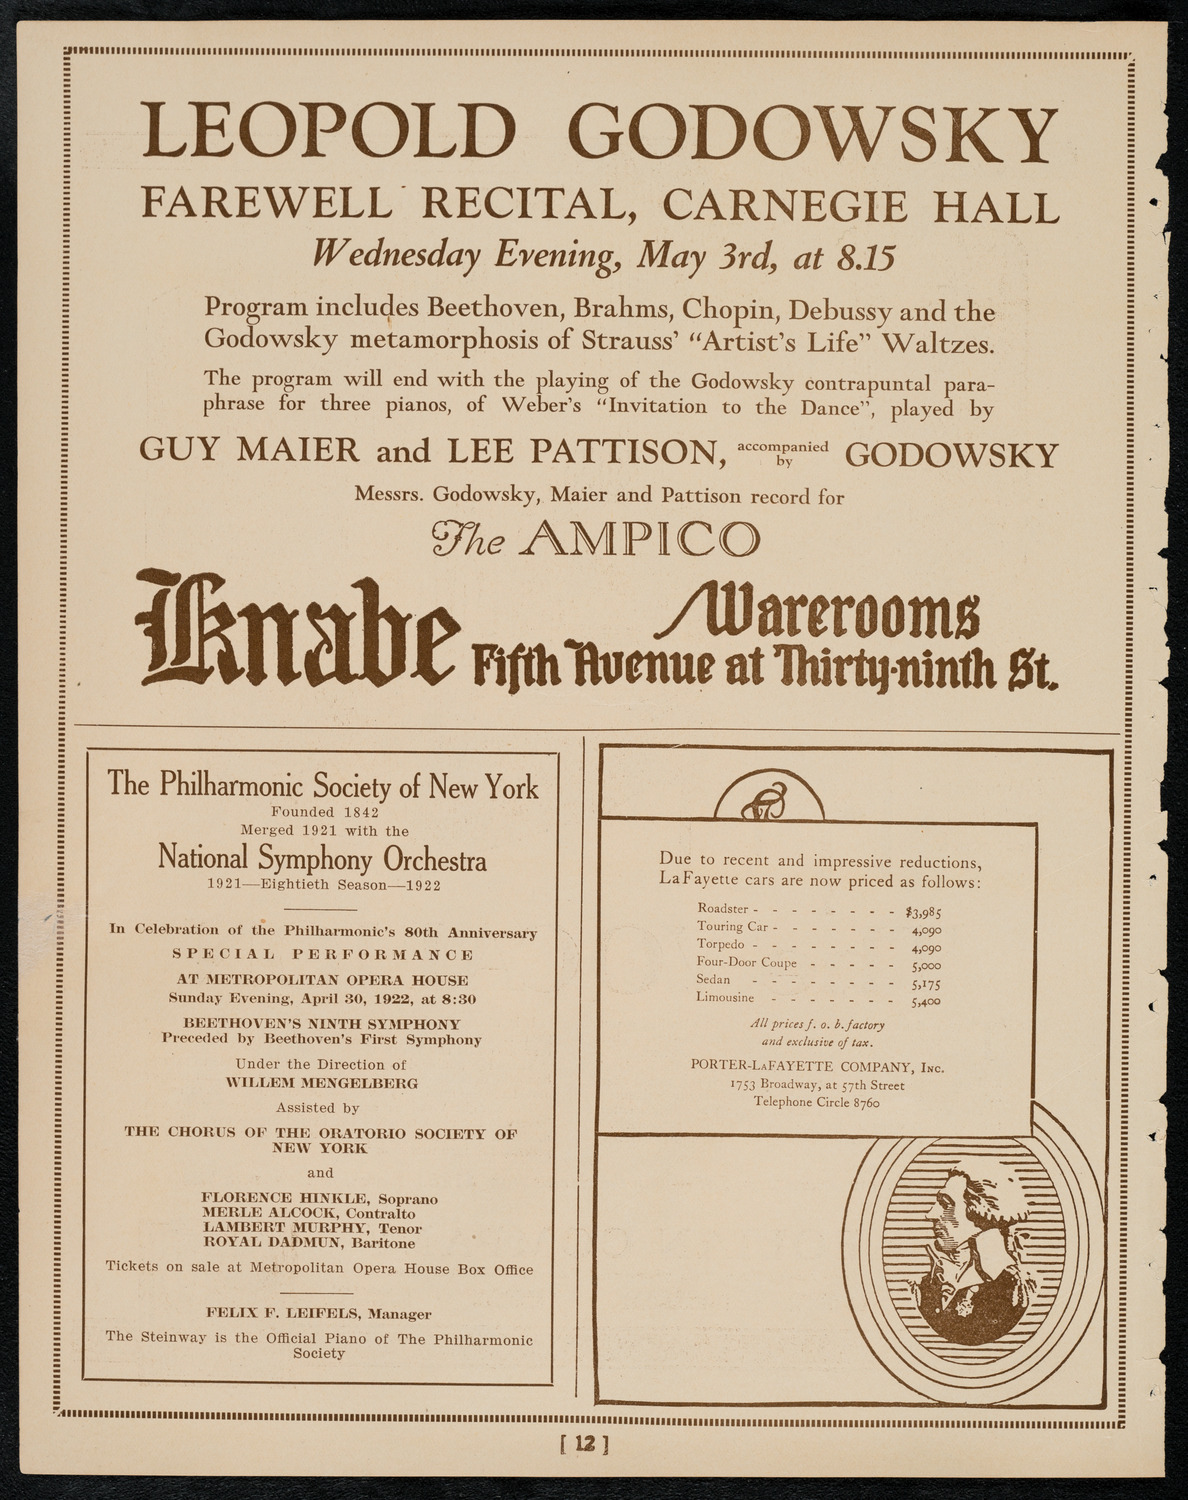 LEOPOLD GODOWSKY
FAREWELL RECITAL, CARNEGIE HALL
Wednesday Evening, May 3rd, at 8.15
Program includes Beethoven, Brahms, Chopin, Debussy and the
Godowsky metamorphosis of Strauss' "Artist's Life" Waltzes.
The program will end with the playing of the Godowsky contrapuntal para-
phrase for three pianos, of Weber's "Invitation to the Dance", played by
GUY MAIER and LEE PATTISON, accompanied by GODOWSKY
Messrs. Godowsky, Maier and Pattison record for
The AMPICO
Knabe Warerooms
Fifth Avenue at Thirty-ninth St.
The Philharmonic Society of New York
Founded 1842
Merged 1921 with the
National Symphony Orchestra
1921—Eightieth Season—1922
In Celebration of the Philharmonic's 80th Anniversary
SPECIAL PERFORMANCE
AT METROPOLITAN OPERA HOUSE
Sunday Evening, April 30, 1922, at 8:30
BEETHOVEN'S NINTH SYMPHONY
Preceded by Beethoven's First Symphony
Under the Direction of
WILLEM MENGELBERG
Assisted by
THE CHORUS OF THE ORATORIO SOCIETY OF
NEW YORK
and
FLORENCE HINKLE, Soprano
MERLE ALCOCK, Contralto
LAMBERT MURPHY, Tenor
ROYAL DADMUN, Baritone
Tickets on sale at Metropolitan Opera House Box Office
FELIX F. LEIFELS, Manager
The Steinway is the Official Piano of The Philharmonic
Society
Due to recent and impressive reductions,
LaFayette cars are now priced as follows:
Roadster - - - - - - - - $3,985
Touring Car - - - - - - - 4,090
Torpedo - - - - - - - - 4,090
Four-Door Coupe - - - - - 5,000
Sedan - - - - - - - - 5,175
Limousine - - - - - - - 5,400
All prices f. o. b. factory
and exclusive of tax.
PORTER-LAFAYETTE COMPANY, Inc.
1753 Broadway, at 57th Street
Telephone Circle 8760
[ 12 ]